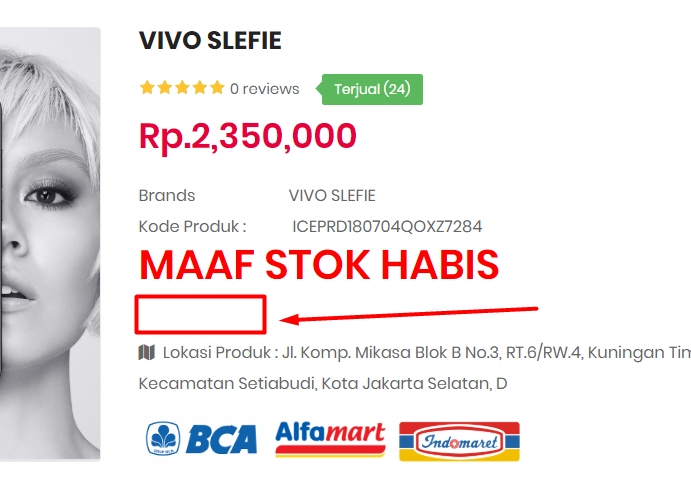 VIVO SLEFIE
0 reviews
Terjual (24)
Rp.2,350,000
Brands VIVO SLEFIE
Kode Produk : ICEPRD180704QOXZ7284
MAAF STOK HABIS
Lokasi Produk : Jl. Komp. Mikasa Blok B No.3, RT.6/RW.4, Kuningan Tim
Kecamatan Setiabudi, Kota Jakarta Selatan, D
BCA Alfamart Indomaret